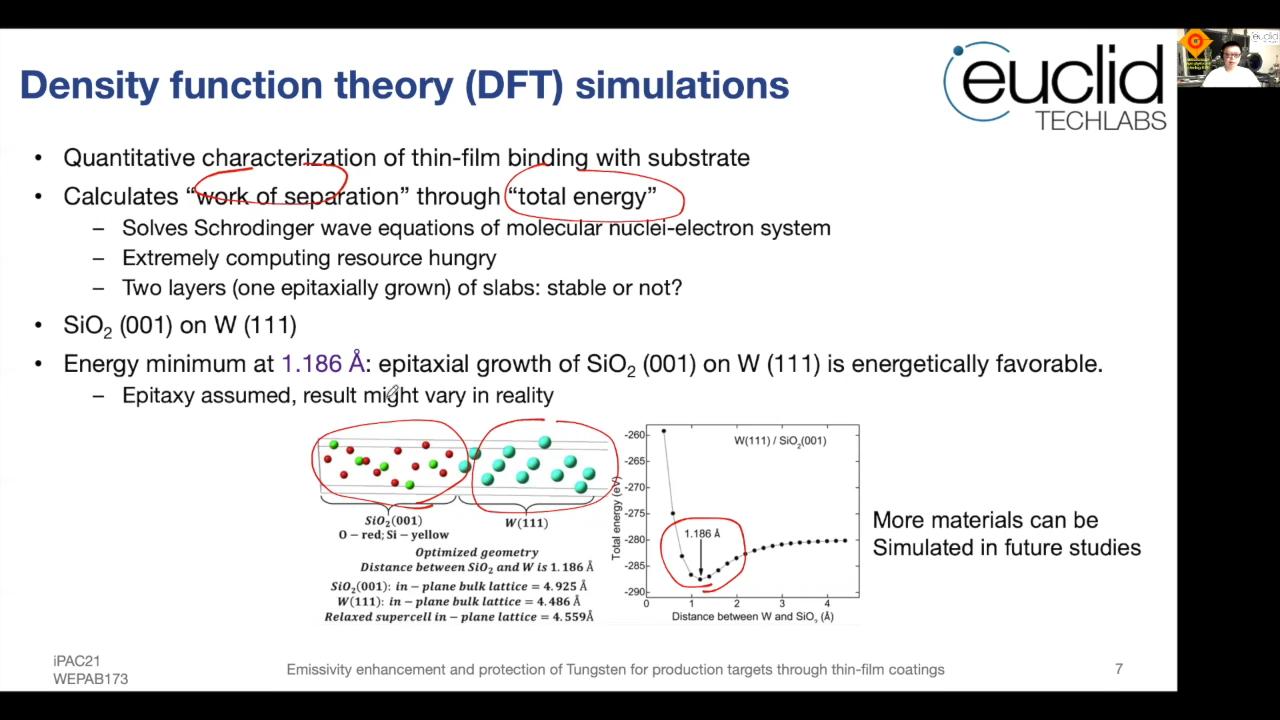 Density function theory (DFT) simulations
euclid
TECHLABS
• Quantitative characterization of thin-film binding with substrate
• Calculates “work of separation” through “total energy”
– Solves Schrodinger wave equations of molecular nuclei-electron system
– Extremely computing resource hungry
– Two layers (one epitaxially grown) of slabs: stable or not?
• SiO2 (001) on W (111)
• Energy minimum at 1.186 Å: epitaxial growth of SiO2 (001) on W (111) is energetically favorable.
– Epitaxy assumed, result might vary in reality
SiO2(001)
O – red; Si – yellow
W(111)
Optimized geometry
Distance between SiO2 and W is 1.186 Å
SiO2(001): in – plane bulk lattice = 4.925 Å
W(111): in – plane bulk lattice = 4.486 Å
Relaxed supercell in – plane lattice = 4.559Å
W(111) / SiO2(001)
Total energy (eV)
-260
-265
-270
-275
-280
-285
-290
1.186 Å
0 1 2 3 4
Distance between W and SiO2 (Å)
More materials can be
Simulated in future studies
iPAC21
WEPAB173
Emissivity enhancement and protection of Tungsten for production targets through thin-film coatings
7